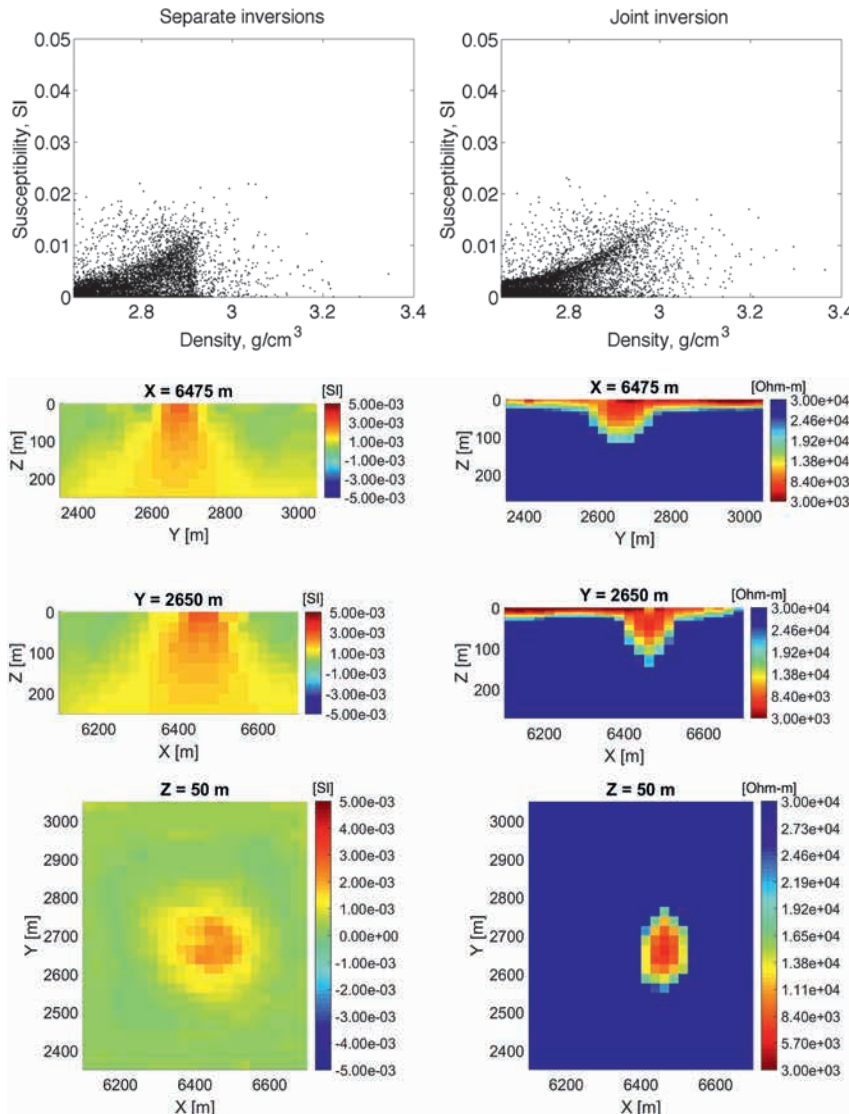 Separate inversions
Joint inversion
0.05
0.04
0.03
0.02
0.01
0
Susceptibility, SI
2.8
3
3.2
3.4
Density, g/cm³
0.05
0.04
0.03
0.02
0.01
0
Susceptibility, SI
2.8
3
3.2
3.4
Density, g/cm³
X = 6475 m
[SI]
0
100
200
Z [m]
2400
2600
2800
3000
Y [m]
5.00e-03
3.00e-03
1.00e-03
-1.00e-03
-3.00e-03
-5.00e-03
X = 6475 m
[Ohm-m]
0
100
200
Z [m]
2400
2600
2800
3000
Y [m]
3.00e+04
2.46e+04
1.92e+04
1.38e+04
8.40e+03
3.00e+03
Y = 2650 m
[SI]
0
100
200
Z [m]
6200
6400
6600
X [m]
5.00e-03
3.00e-03
1.00e-03
-1.00e-03
-3.00e-03
-5.00e-03
Y = 2650 m
[Ohm-m]
0
100
200
Z [m]
6200
6400
6600
X [m]
3.00e+04
2.46e+04
1.92e+04
1.38e+04
8.40e+03
3.00e+03
Z = 50 m
[SI]
3000
2900
2800
2700
2600
2500
2400
Y [m]
6200
6400
6600
X [m]
5.00e-03
4.00e-03
3.00e-03
2.00e-03
1.00e-03
0.00e+00
-1.00e-03
-2.00e-03
-3.00e-03
-4.00e-03
-5.00e-03
Z = 50 m
[Ohm-m]
3000
2900
2800
2700
2600
2500
2400
Y [m]
6200
6400
6600
X [m]
3.00e+04
2.73e+04
2.46e+04
2.19e+04
1.92e+04
1.65e+04
1.38e+04
1.11e+04
8.40e+03
5.70e+03
3.00e+03